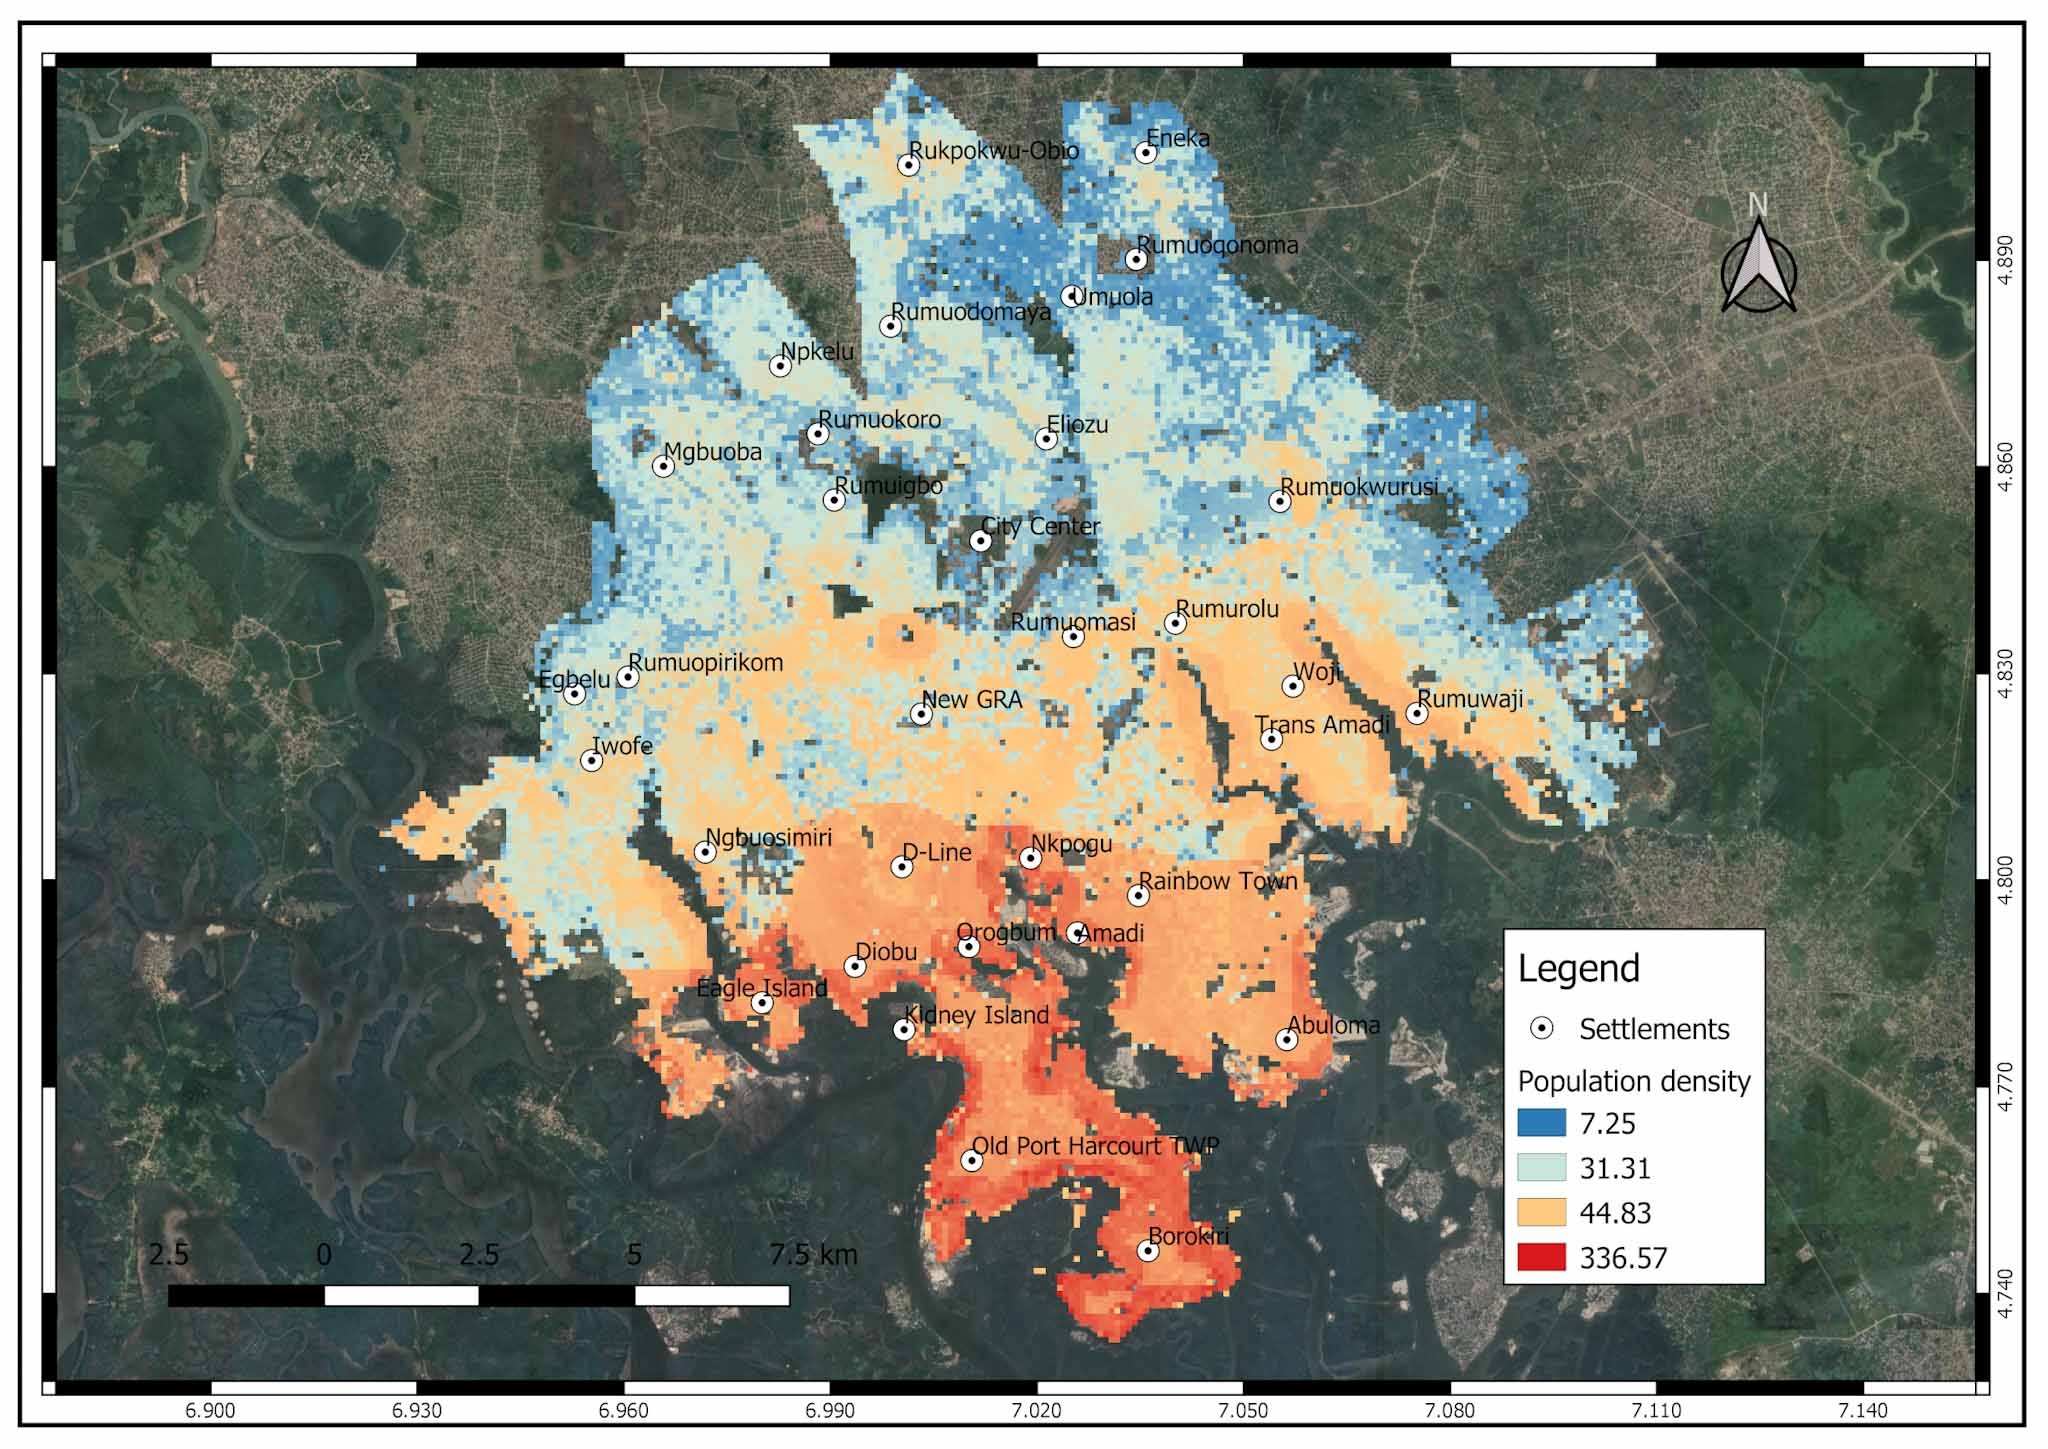 Rukpokwu-Obio
Eneka
N
Rumuoqonoma
4.890
Umuola
Rumuodomaya
Npkelu
Rumuokoro
Eliozu
Mgbuoba
4.860
Rumuigbo
Rumuokwurusi
City Center
Rumurolu
Rumuomasi
Rumuopirikom
4.830
Egbelu
Woji
New GRA
Rumuwaji
Trans Amadi
Iwofe
Ngbuosimiri
D-Line
Nkpogu
4.800
Rainbow Town
Orogbum
Amadi
Diobu
Eagle Island
Kidney Island
Abuloma
Legend
Settlements
Population density
7.25
31.31
44.83
336.57
4.770
Old Port Harcourt TWP
Borokiri
2.5 0 2.5 5 7.5 km
4.740
6.900 6.930 6.960 6.990 7.020 7.050 7.080 7.110 7.140